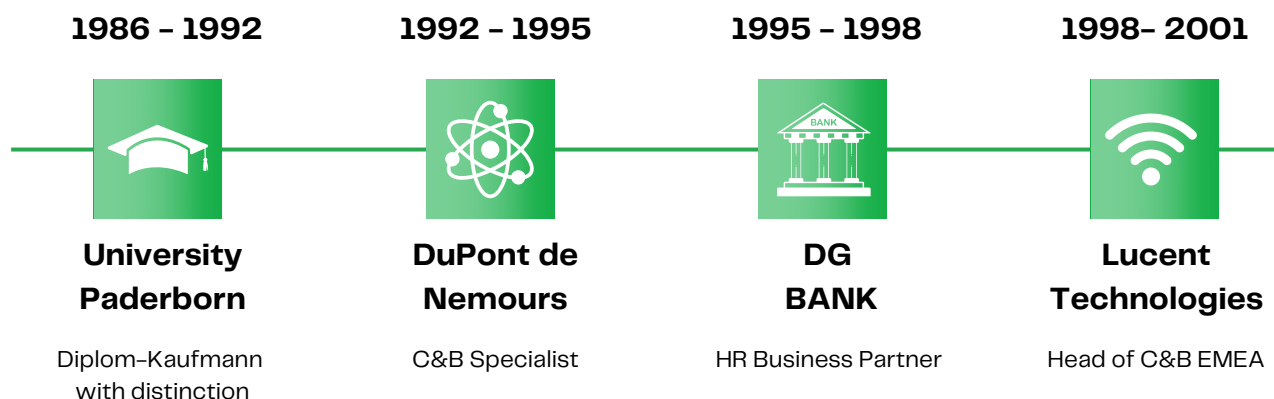 1986 - 1992
University
Paderborn
Diplom-Kaufmann
with distinction
1992 - 1995
DuPont de
Nemours
C&B Specialist
1995 - 1998
BANK
DG
BANK
HR Business Partner
1998- 2001
Lucent
Technologies
Head of C&B EMEA